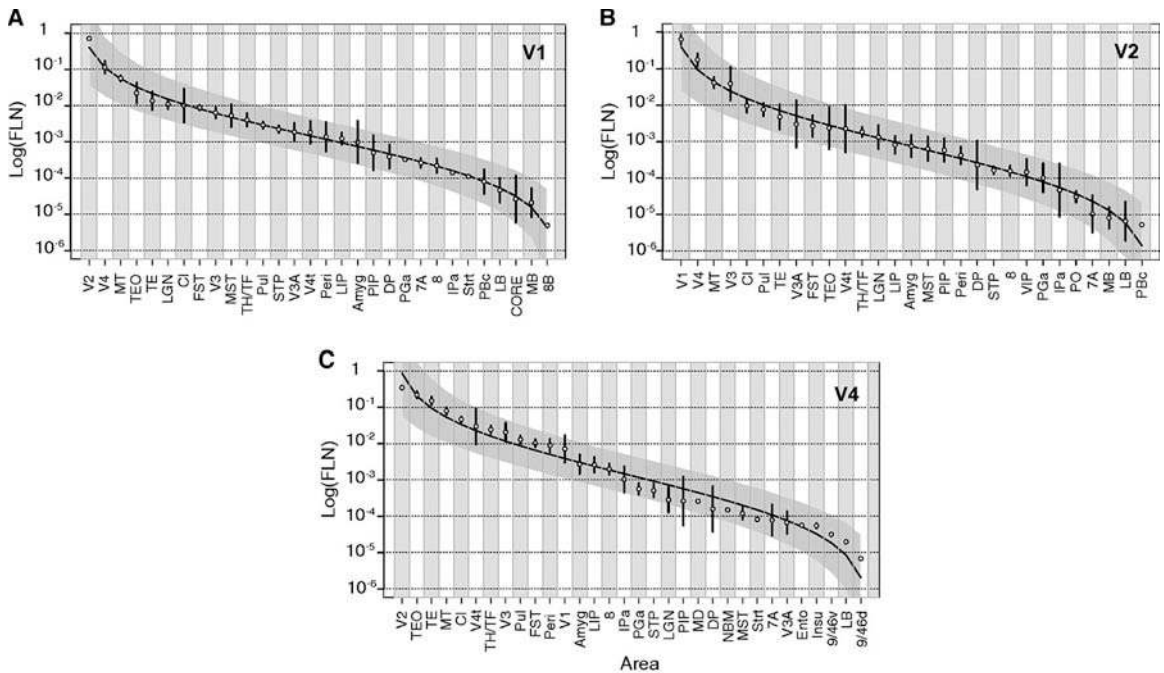 A
V1
Log(FLN)
1
10-1
10-2
10-3
10-4
10-5
10-6
V2 V4 MT TEO TE LGN Cl FST V3 MST TH/TF Pul STP V3A V4t Peri LIP Amyg PIP DP PGa 7A 8 IPa Strt PBc LB CORE MB 8B
B
V2
Log(FLN)
1
10-1
10-2
10-3
10-4
10-5
10-6
V1 V4 MT V3 Cl Pul TE V3A FST TEO V4t TH/TF LGN LIP Amyg MST PIP Peri DP STP 8 VIP PGa IPa PO 7A MB LB PBc
C
V4
Log(FLN)
1
10-1
10-2
10-3
10-4
10-5
10-6
V2 TEO TE MT Cl V4t TH/TF V3 Pul FST Peri V1 Amyg LIP 8 IPa PGa STP LGN PIP MD DP NBM MST Strt 7A V3A Ento Insu 9/46v LB 9/46d
Area